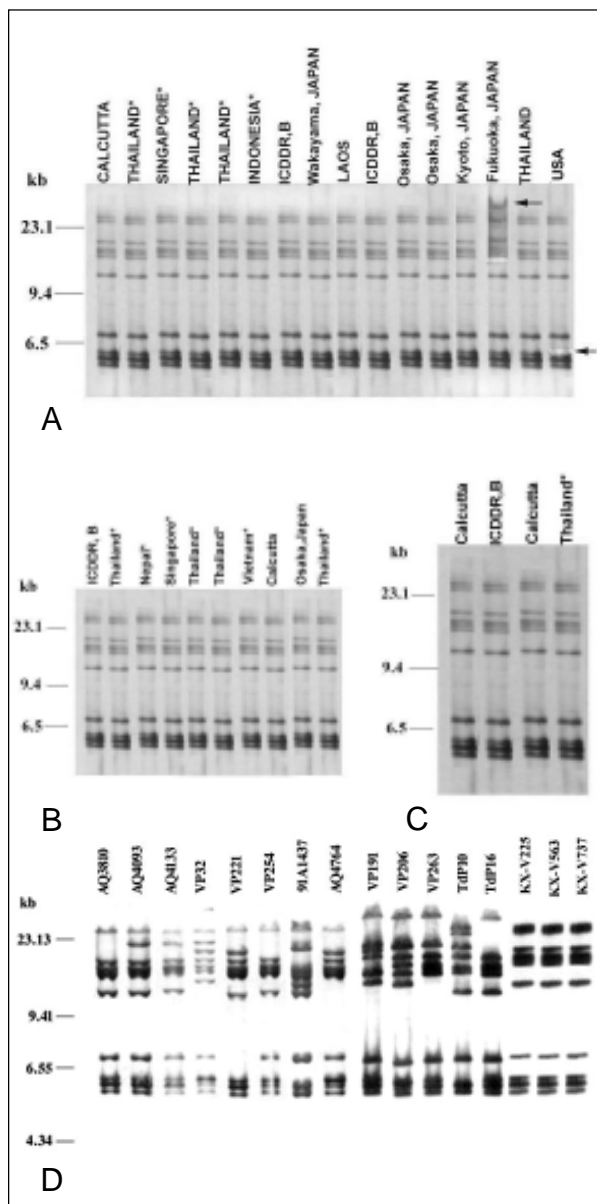 CALCUTTA
THAILAND*
SINGAPORE*
THAILAND*
THAILAND*
INDONESIA*
ICDDR,B
Wakayama, JAPAN
LAOS
ICDDR,B
Osaka, JAPAN
Osaka, JAPAN
Kyoto, JAPAN
Fukuoka, JAPAN
THAILAND
USA
kb
23.1
9.4
6.5
A
ICDDR, B
Thailand*
Nepal*
Singapore*
Thailand*
Thailand*
Vietnam*
Calcutta
Osaka,Japan
Thailand*
kb
23.1
9.4
6.5
B
Calcutta
ICDDR,B
Calcutta
Thailand*
kb
23.1
9.4
6.5
C
AQ3810
AQ4093
AQ4133
VP32
VP221
VP254
91A1437
AQ4764
VP191
VP206
VP263
TdP10
TdP16
KX-V225
KX-V563
KX-V737
kb
23.13
9.41
6.55
4.34
D